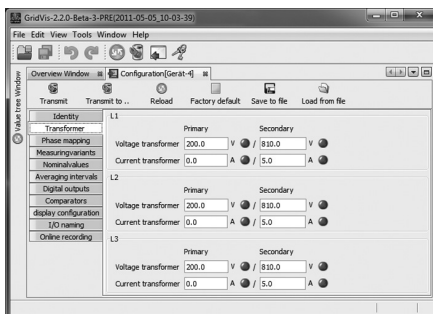 GridVis-2.2.0-Beta-3-PRE(2011-05-05_10-03-39)
File Edit View Tools Window Help
Value tree Window
Overview Window Configuration[Gerät-4]
Transmit Transmit to .. Reload Factory default Save to file Load from file
Identity
Transformer
Phase mapping
Measuringvariants
Nominalvalues
Averaging intervals
Digital outputs
Comparators
display configuration
I/O naming
Online recording
L1
Primary Secondary
Voltage transformer 200.0 V / 810.0 V
Current transformer 0.0 A / 5.0 A
L2
Primary Secondary
Voltage transformer 200.0 V / 810.0 V
Current transformer 0.0 A / 5.0 A
L3
Primary Secondary
Voltage transformer 200.0 V / 810.0 V
Current transformer 0.0 A / 5.0 A